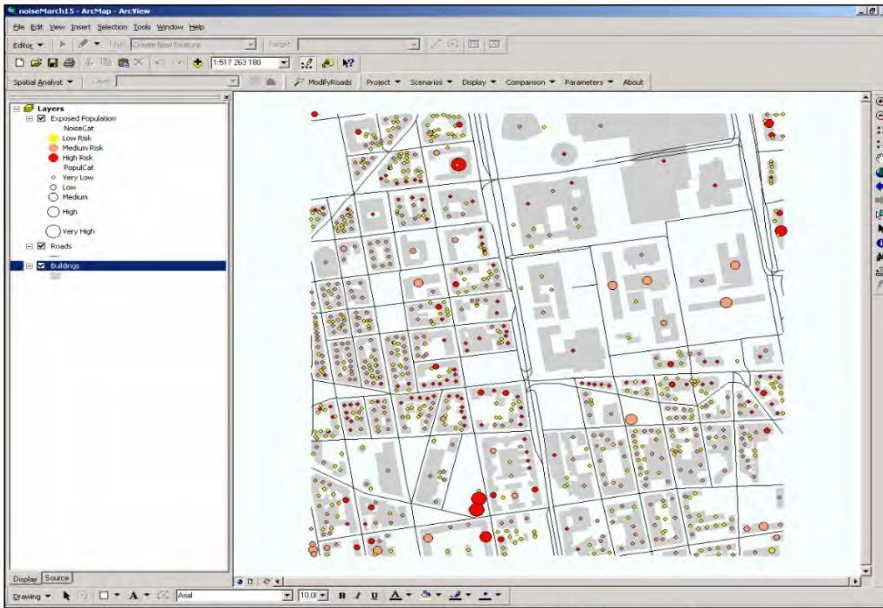 noiseMarch15 - ArcMap - ArcView
File Edit View Insert Selection Tools Window Help
Editor Task: Create New Feature Target:
1:517 263 180
Spatial Analyst Layer: ModifyRoads Project Scenarios Display Comparison Parameters About
Layers
Exposed Population
NoiseCat
Low Risk
Medium Risk
High Risk
PopulCat
Very Low
Low
Medium
High
Very High
Roads
Buildings
Display Source
Drawing A Arial 10,0 B I U A